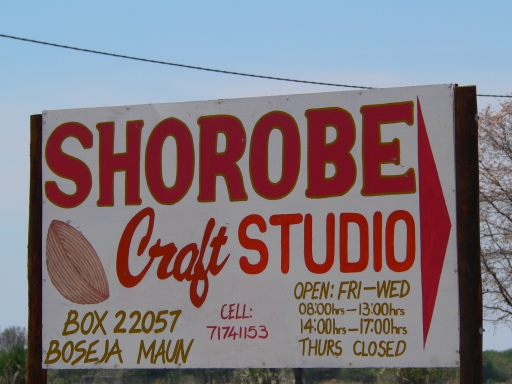 SHOROBE
Craft STUDIO
OPEN: FRI-WED
08:00hrs-13:00hrs
14:00hrs-17:00hrs
THURS CLOSED
CELL:
71741153
BOX 22057
BOSEJA MAUN